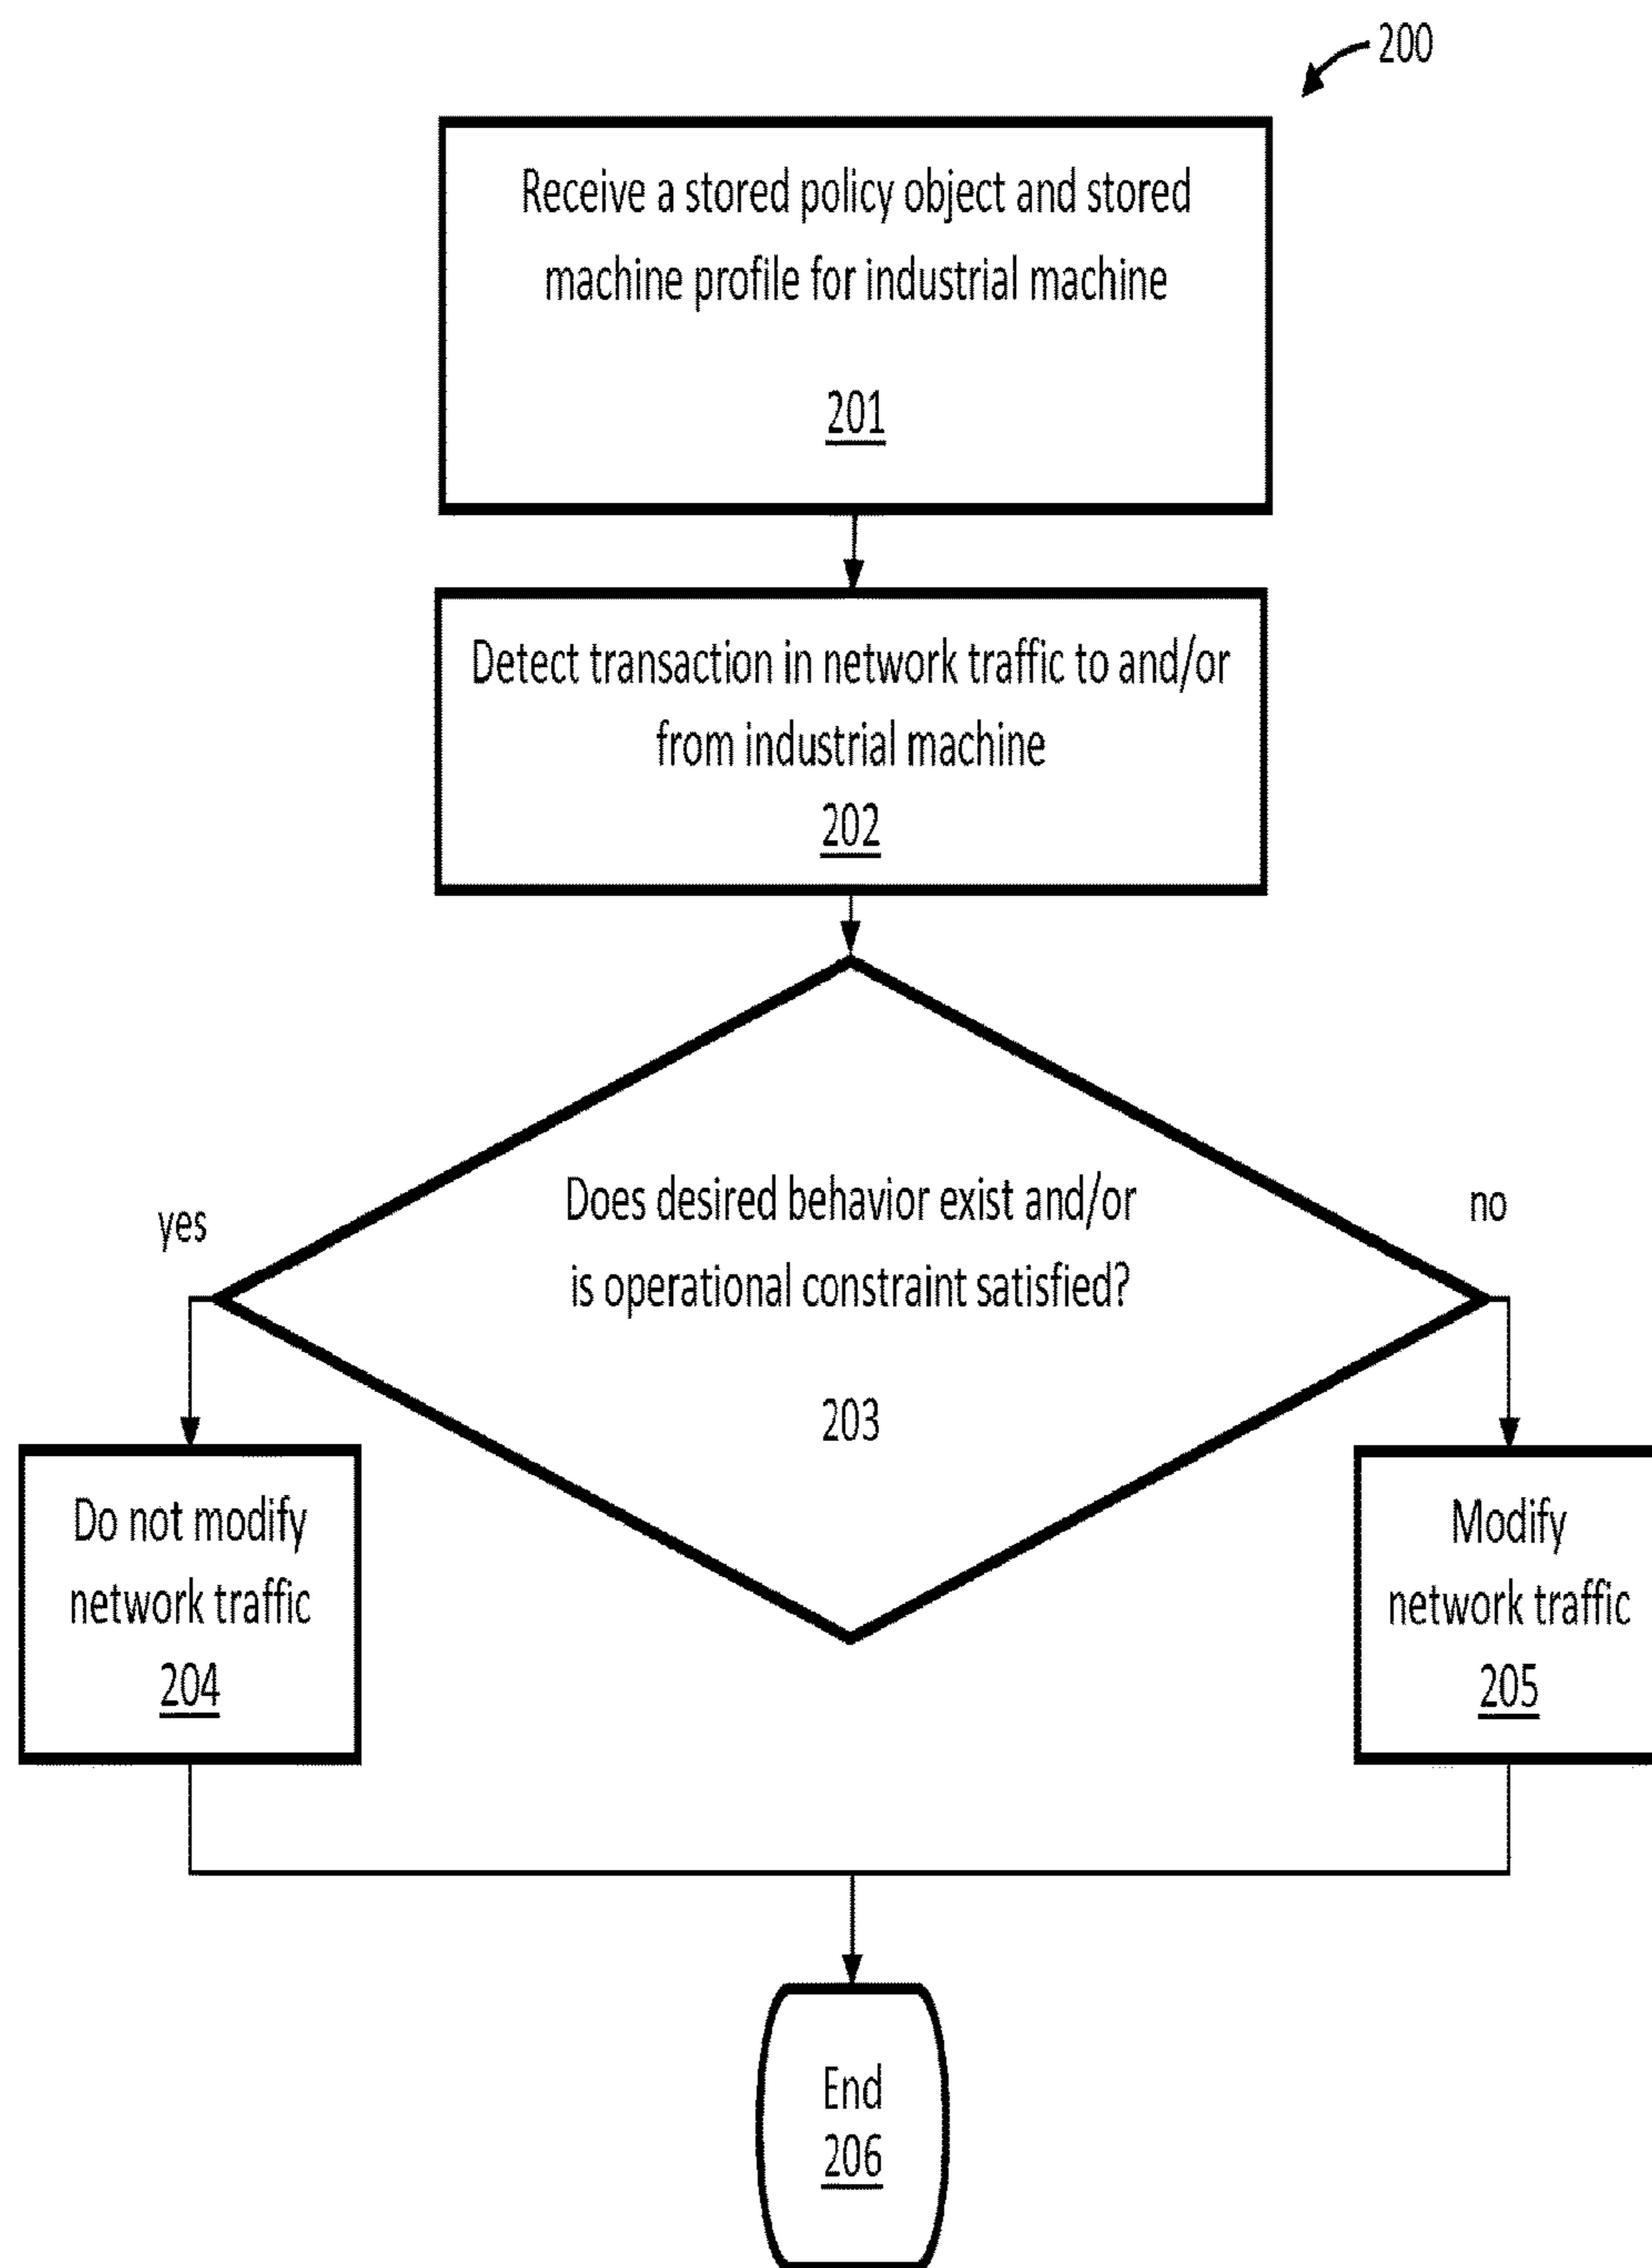 200
Receive a stored policy object and stored
machine profile for industrial machine
201
Detect transaction in network traffic to and/or
from industrial machine
202
Does desired behavior exist and/or
is operational constraint satisfied?
203
yes
no
Do not modify
network traffic
204
Modify
network traffic
205
End
206